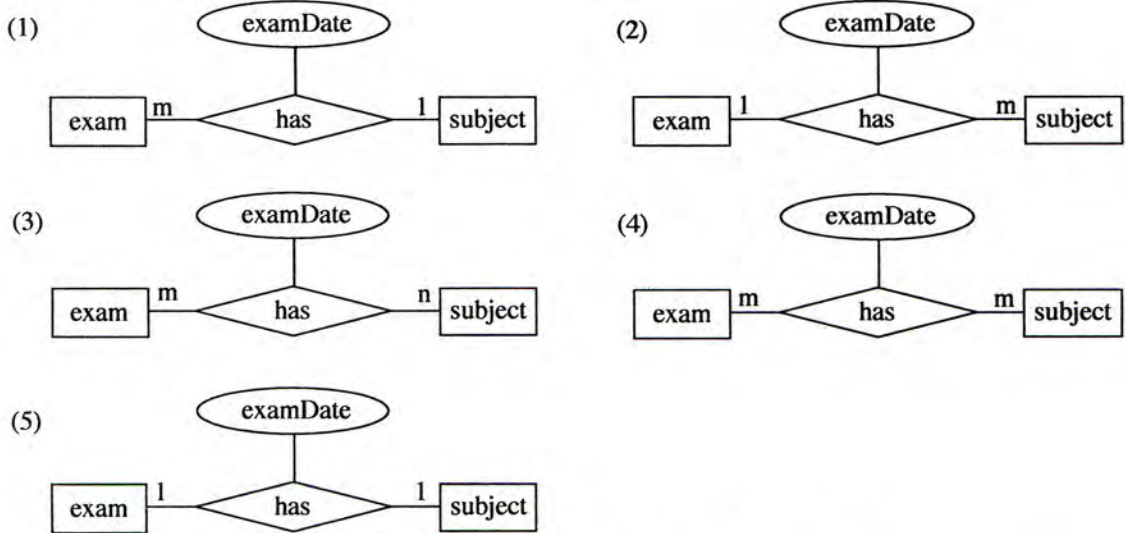 (1) examDate
exam m has 1 subject
(2) examDate
exam 1 has m subject
(3) examDate
exam m has n subject
(4) examDate
exam m has m subject
(5) examDate
exam 1 has 1 subject